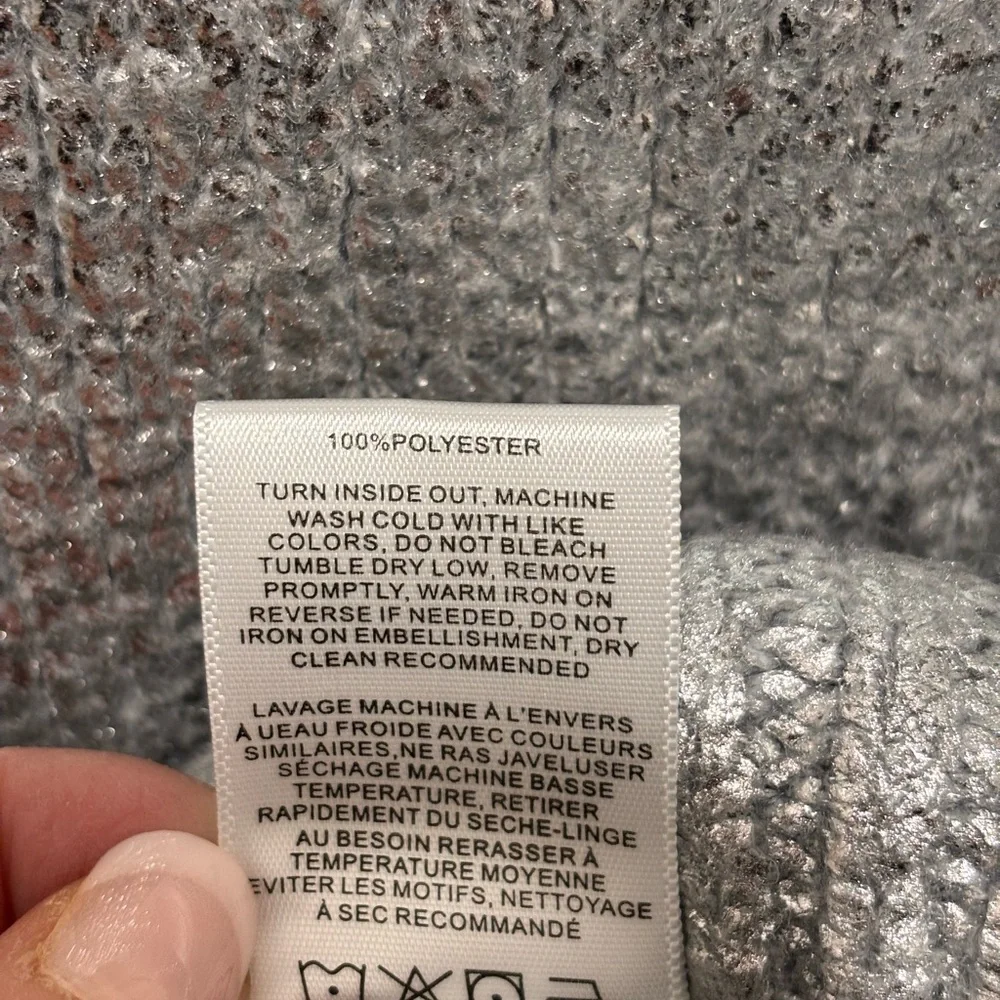 100%POLYESTER
TURN INSIDE OUT, MACHINE
WASH COLD WITH LIKE
COLORS, DO NOT BLEACH
TUMBLE DRY LOW, REMOVE
PROMPTLY, WARM IRON ON
REVERSE IF NEEDED, DO NOT
IRON ON EMBELLISHMENT, DRY
CLEAN RECOMMENDED
LAVAGE MACHINE À L'ENVERS
À UEAU FROIDE AVEC COULEURS
SIMILAIRES,NE RAS JAVELUSER
SÉCHAGE MACHINE BASSE
TEMPERATURE, RETIRER
RAPIDEMENT DU SECHE-LINGE
AU BESOIN RERASSER À
TEMPERATURE MOYENNE
EVITER LES MOTIFS, NETTOYAGE
À SEC RECOMMANDÉ